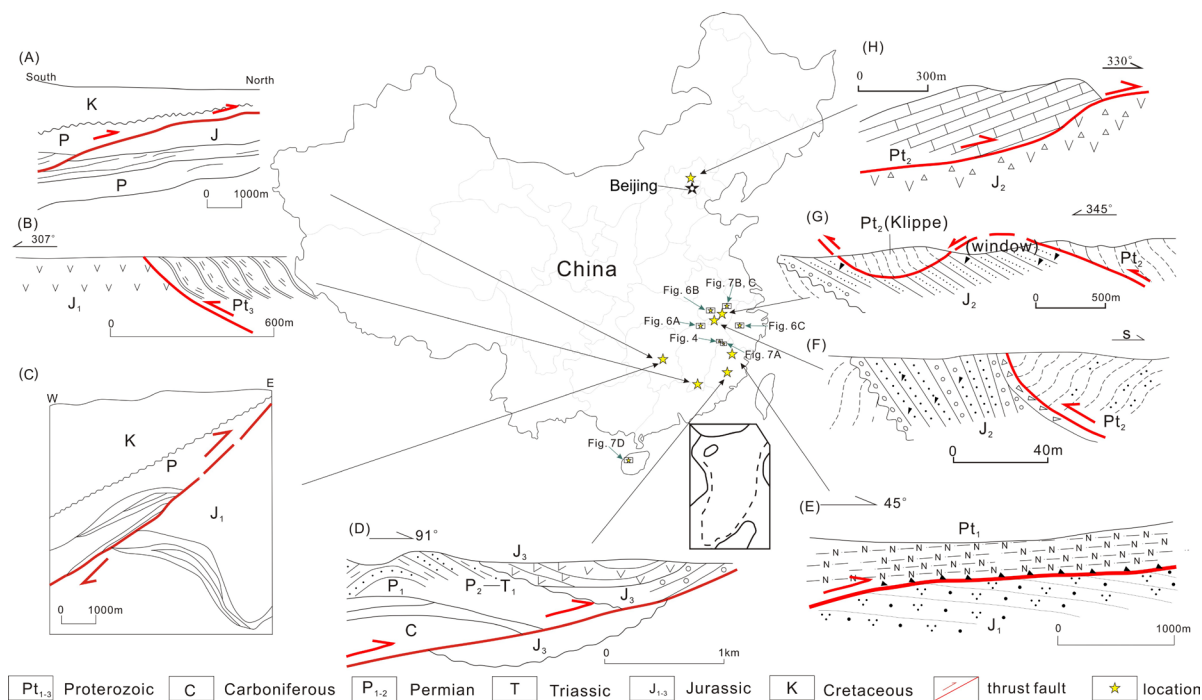 (A)
South
North
K
P
J
P
0
1000m
(B)
307°
J₁
Pt₃
0
600m
(C)
W
E
K
P
J₁
0
1000m
(D)
91°
J₃
P₁
P₂
T₁
J₃
C
J₃
0
1km
Beijing
China
Fig. 6B
Fig. 7B, C
Fig. 6A
Fig. 6C
Fig. 4
Fig. 7A
Fig. 7D
(H)
330°
0
300m
Pt₂
J₂
(G)
345°
Pt₂(Klippe)
(window)
Pt₂
J₂
0
500m
(F)
S
J₂
Pt₂
0
40m
(E)
45°
Pt₁
N N N N N N
N N N N N N N
N N N N N N N
N N
J₁
0
1000m
Pt₁₋₃ Proterozoic C Carboniferous P₁₋₂ Permian T Triassic J₁₋₃ Jurassic K Cretaceous thrust fault location